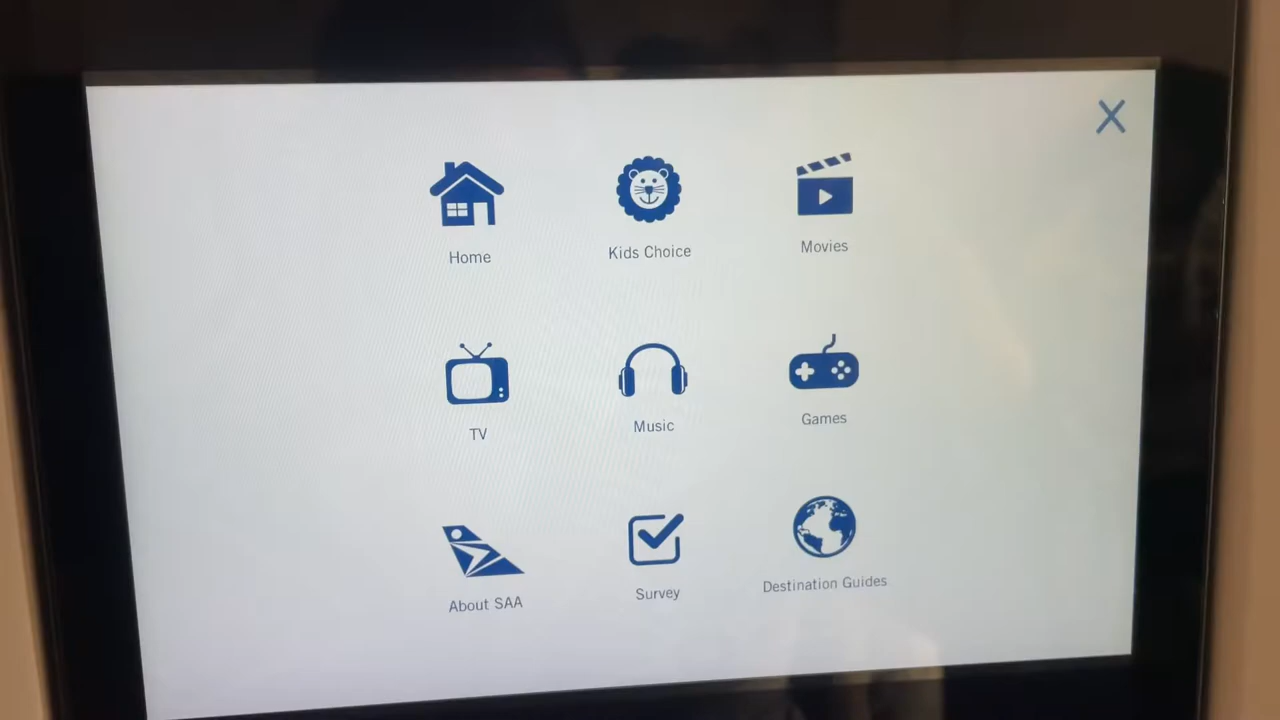 Home
Kids Choice
Movies
TV
Music
Games
About SAA
Survey
Destination Guides